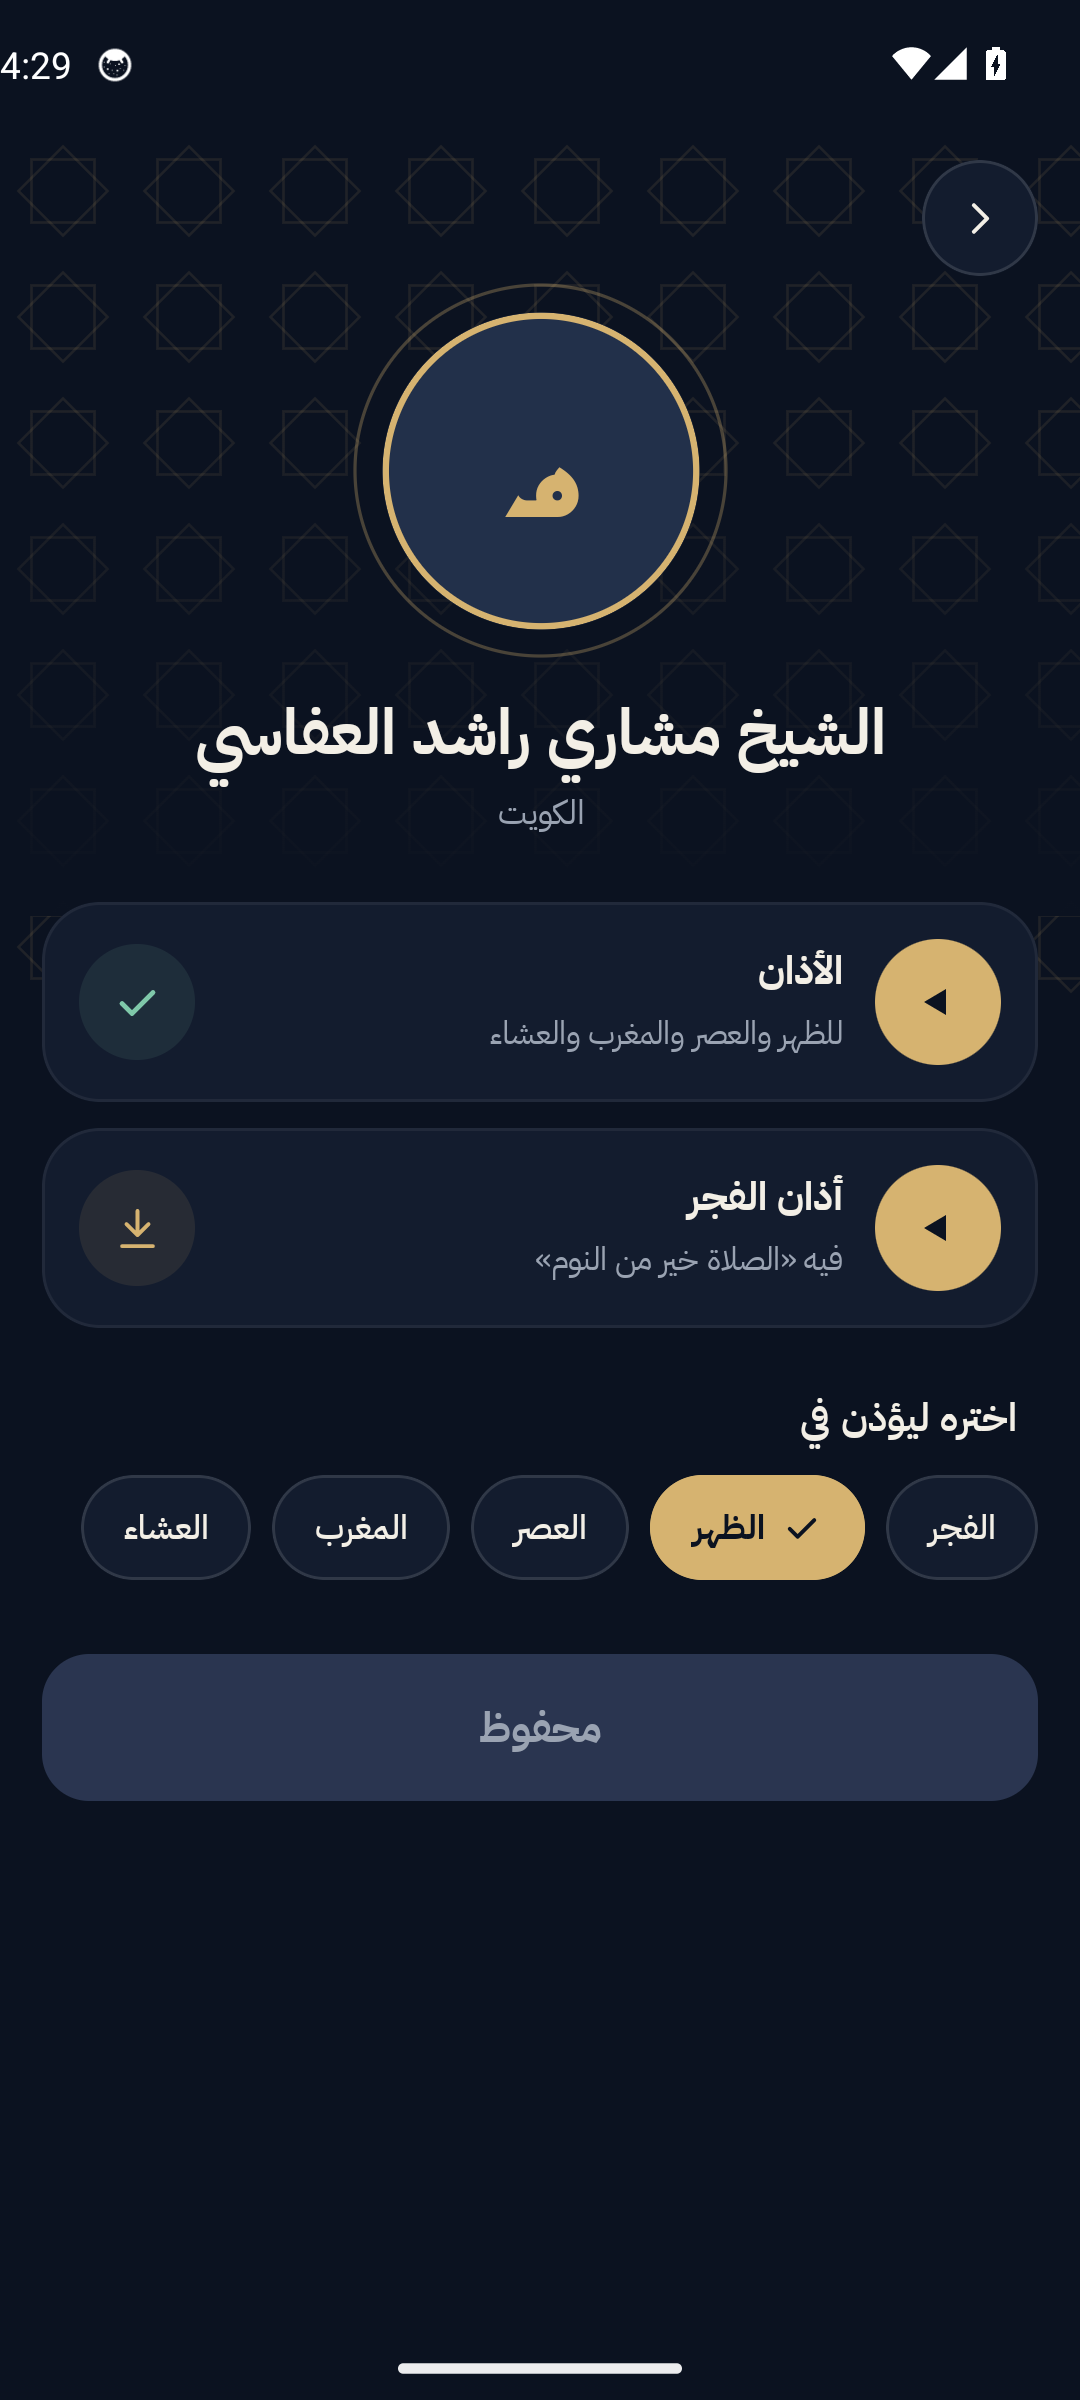 4:29
مـ
الشيخ مشاري راشد العفاسي
الكويت
الأذان
للظهر والعصر والمغرب والعشاء
أذان الفجر
فيه «الصلاة خير من النوم»
اختره ليؤذن في
الفجر
الظهر
العصر
المغرب
العشاء
محفوظ